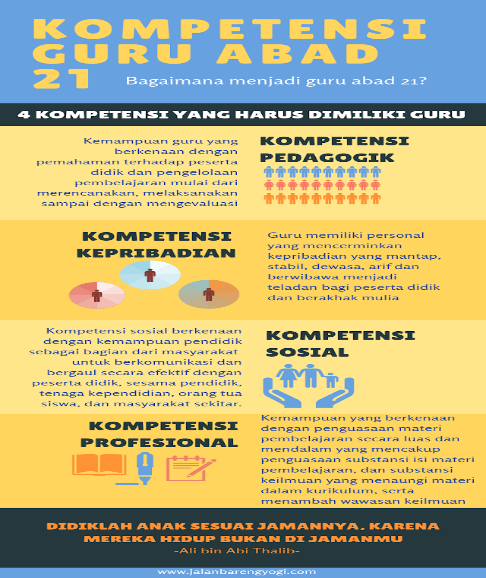 KOMPETENSI
GURU ABAD
21
Bagaimana menjadi guru abad 21?
4 KOMPETENSI YANG HARUS DIMILIKI GURU
Kemampuan guru yang
berkenaan dengan
pemahaman terhadap peserta
didik dan pengelolaan
pembelajaran mulai dari
merencanakan, melaksanakan
sampai dengan mengevaluasi
KOMPETENSI
PEDAGOGIK
KOMPETENSI
KEPRIBADIAN
Guru memiliki personal
yang mencerminkan
kepribadian yang mantap,
stabil, dewasa, arif dan
berwibawa menjadi
teladan bagi peserta didik
dan berakhak mulia
Kompetensi sosial berkenaan
dengan kemampuan pendidik
sebagai bagian dari masyarakat
untuk berkomunikasi dan
bergaul secara efektif dengan
peserta didik, sesama pendidik,
tenaga kependidian, orang tua
siswa, dan masyarakat sekitar.
KOMPETENSI
SOSIAL
KOMPETENSI
PROFESIONAL
Kemampuan yang berkenaan
dengan penguasaan materi
pembelajaran secara luas dan
mendalam yang mencakup
penguasaan substansi isi materi
pembelajaran, dan substansi
keilmuan yang menaungi materi
dalam kurikulum, serta
menambah wawasan keilmuan
DIDIKLAH ANAK SESUAI JAMANNYA, KARENA
MEREKA HIDUP BUKAN DI JAMANMU
-Ali bin Abi Thalib-
www.jalanbarengyogi.com